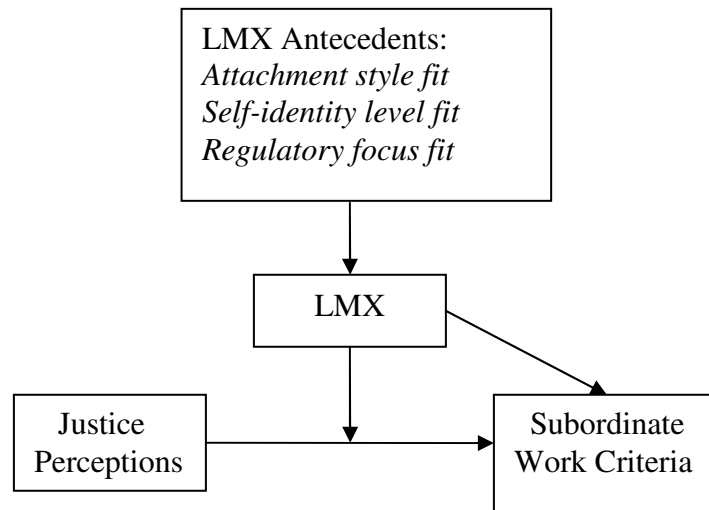 LMX Antecedents:
Attachment style fit
Self-identity level fit
Regulatory focus fit
LMX
Justice
Perceptions
Subordinate
Work Criteria